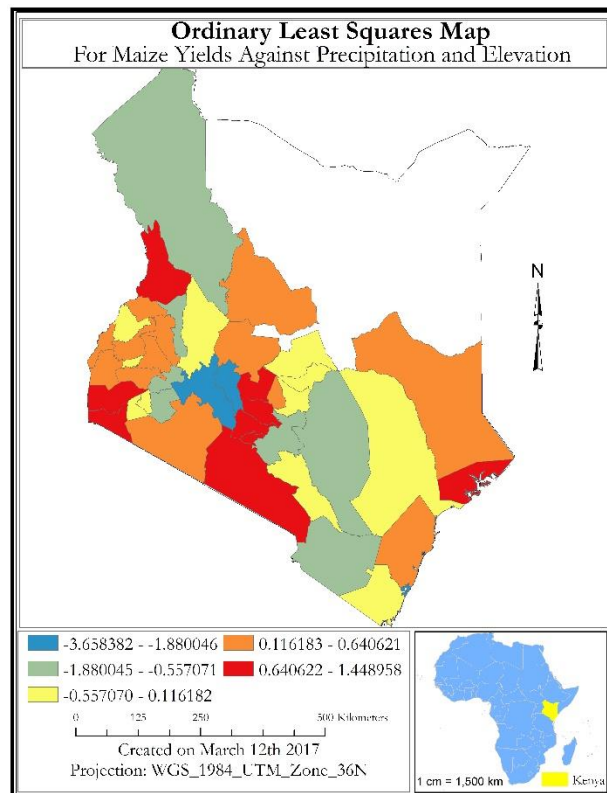 Ordinary Least Squares Map
For Maize Yields Against Precipitation and Elevation
N
-3.658382 - -1.880046
-1.880045 - -0.557071
-0.557070 - 0.116182
0.116183 - 0.640621
0.640622 - 1.448958
0 125 250 500 Kilometers
Created on March 12th 2017
Projection: WGS_1984_UTM_Zone_36N
1 cm = 1,500 km
Kenya